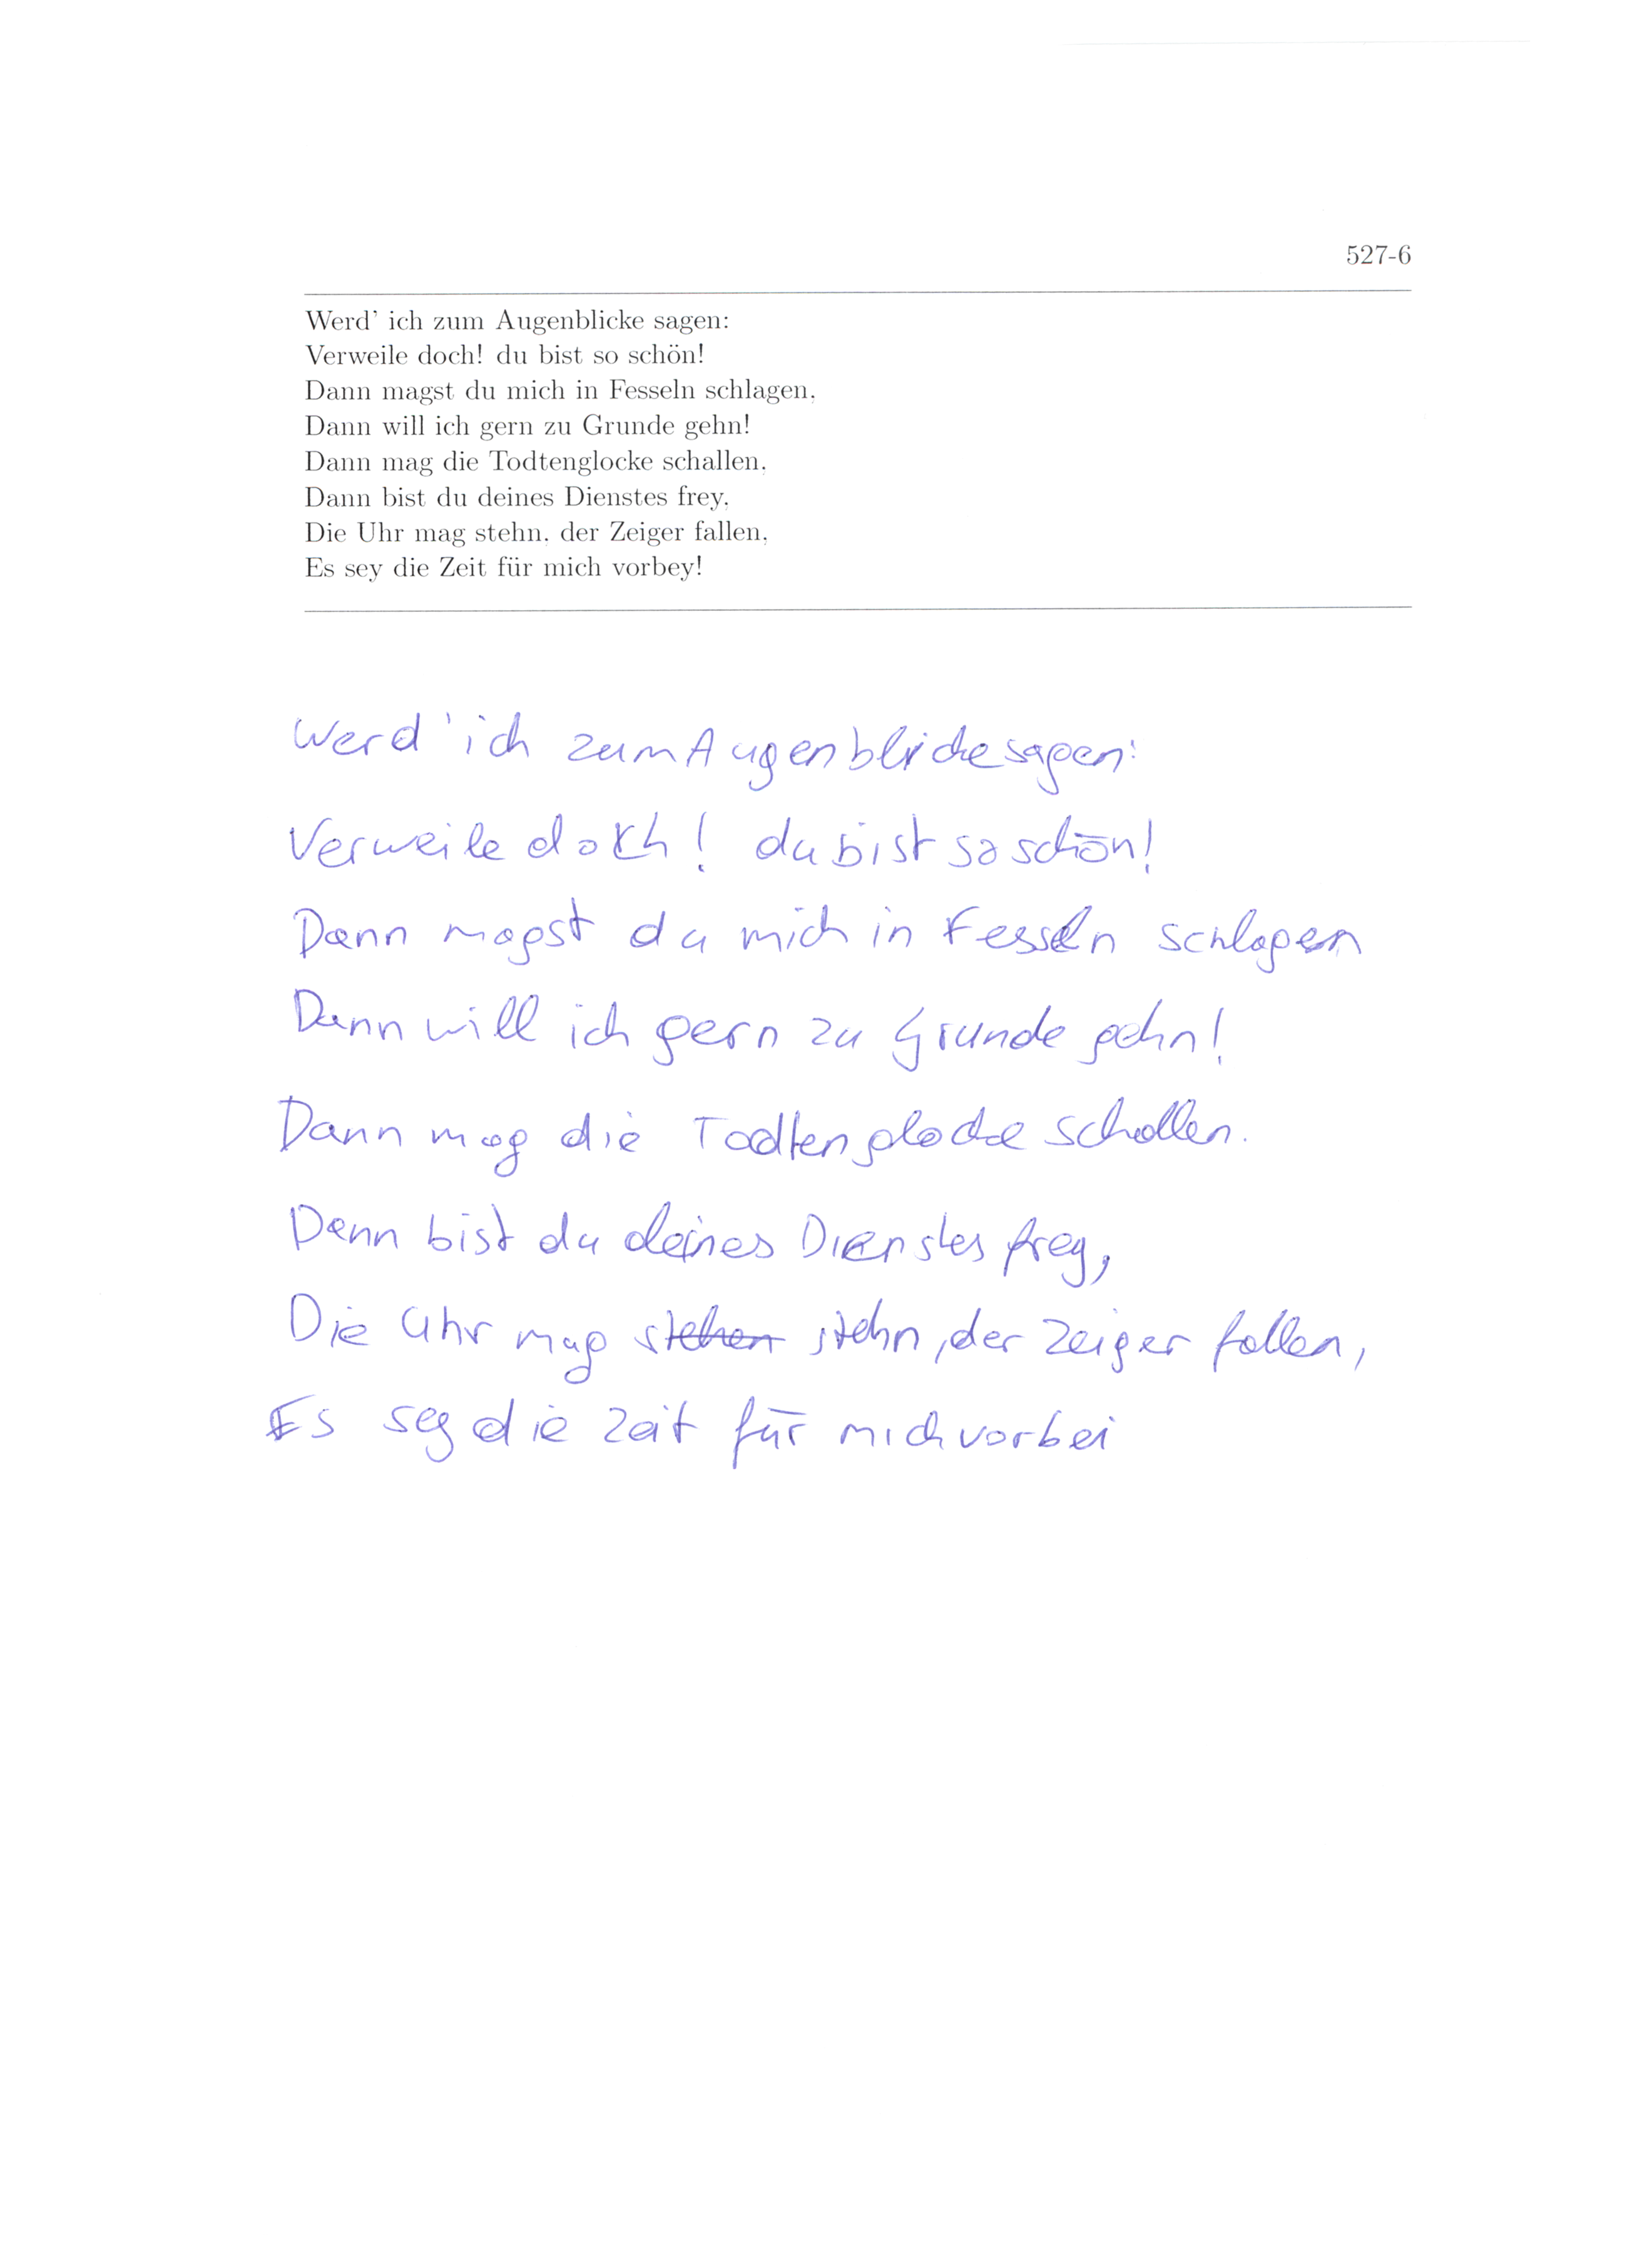 527-6
Werd' ich zum Augenblicke sagen:
Verweile doch! du bist so schön!
Dann magst du mich in Fesseln schlagen,
Dann will ich gern zu Grunde gehn!
Dann mag die Todtenglocke schallen,
Dann bist du deines Dienstes frey,
Die Uhr mag stehn, der Zeiger fallen,
Es sey die Zeit für mich vorbey!
Werd' ich zum Augenblicke sagen:
Verweile doch! du bist so schön!
Dann magst du mich in Fesseln schlagen
Dann will ich gern zu Grunde gehn!
Dann mag die Todtenglocke schallen.
Dann bist du deines Dienstes frey,
Die Uhr mag stehen stehn, der Zeiger fallen,
Es sey die Zeit für mich vorbei